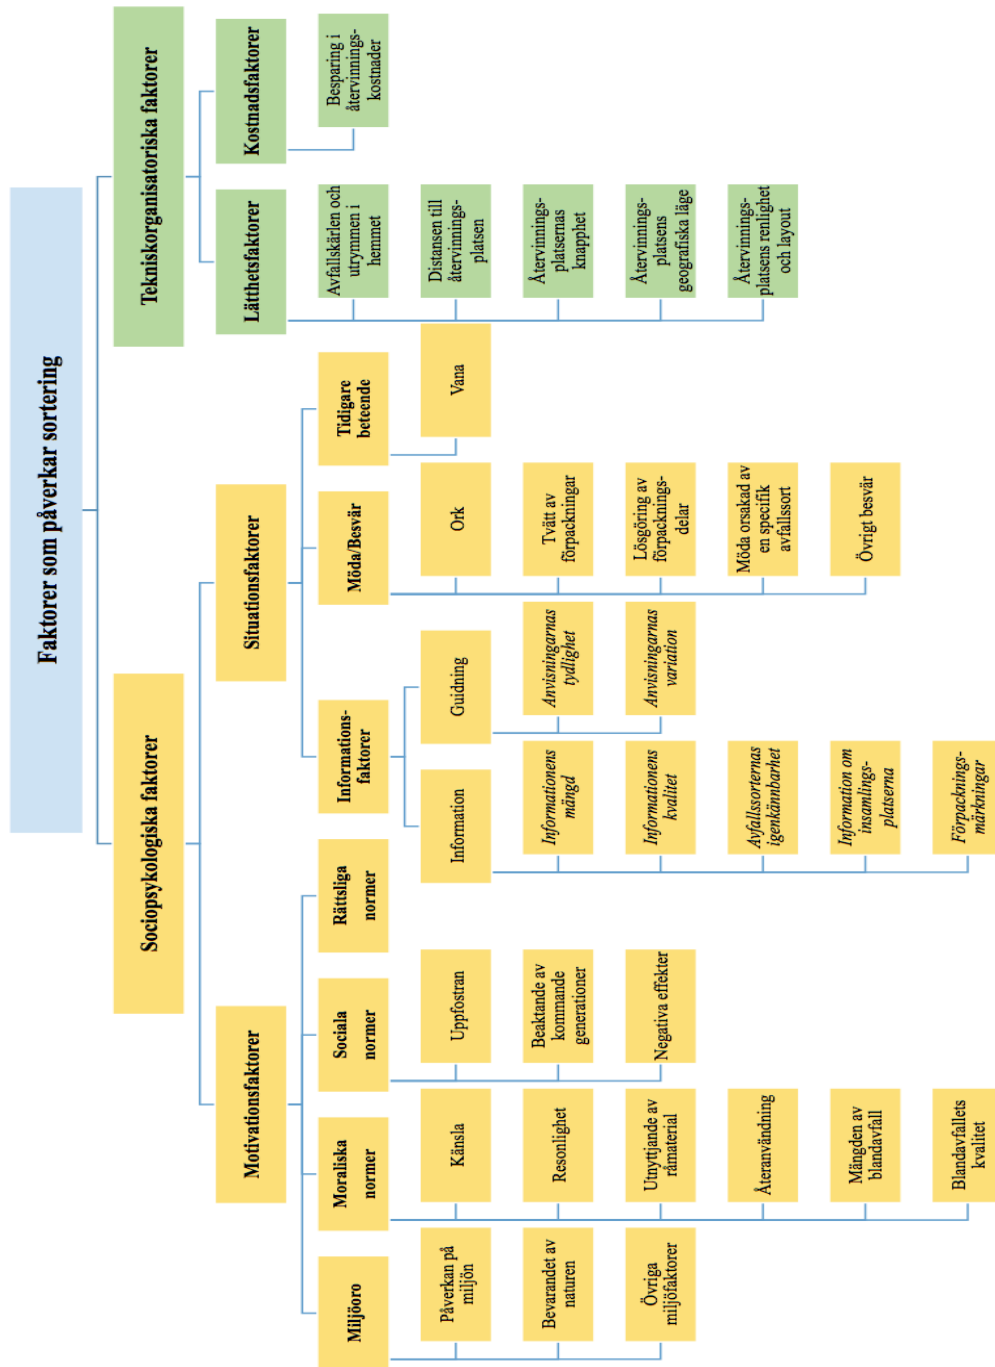 Faktorer som påverkar sortering
Sociopsykologiska faktorer
Tekniskorganisatoriska faktorer
Motivationsfaktorer
Situationsfaktorer
Lätthetsfaktorer
Kostnadsfaktorer
Miljöoro
Moraliska
normer
Sociala
normer
Rättsliga
normer
Informations-
faktorer
Möda/Besvär
Tidigare
beteende
Avfallskärlen och
utrymmen i
hemmet
Besparing i
återvinnings-
kostnader
Påverkan på
miljön
Känsla
Uppfostran
Information
Guidning
Ork
Vana
Distansen till
återvinnings-
platsen
Bevarandet av
naturen
Resonlighet
Beaktande av
kommande
generationer
Informationens
mängd
Anvisningarnas
tydlighet
Tvätt av
förpackningar
Återvinnings-
platsernas
knapphet
Övriga
miljöfaktorer
Utnyttjande av
råmaterial
Negativa effekter
Informationens
kvalitet
Anvisningarnas
variation
Lösgöring av
förpacknings-
delar
Återvinnings-
platsens
geografiska läge
Återanvändning
Avfallssorternas
igenkännbarhet
Möda orsakad av
en specifik
avfallssort
Återvinnings-
platsens renlighet
och layout
Mängden av
blandavfall
Information om
insamlings-
platserna
Övrigt besvär
Blandavfallets
kvalitet
Förpacknings-
märkningar